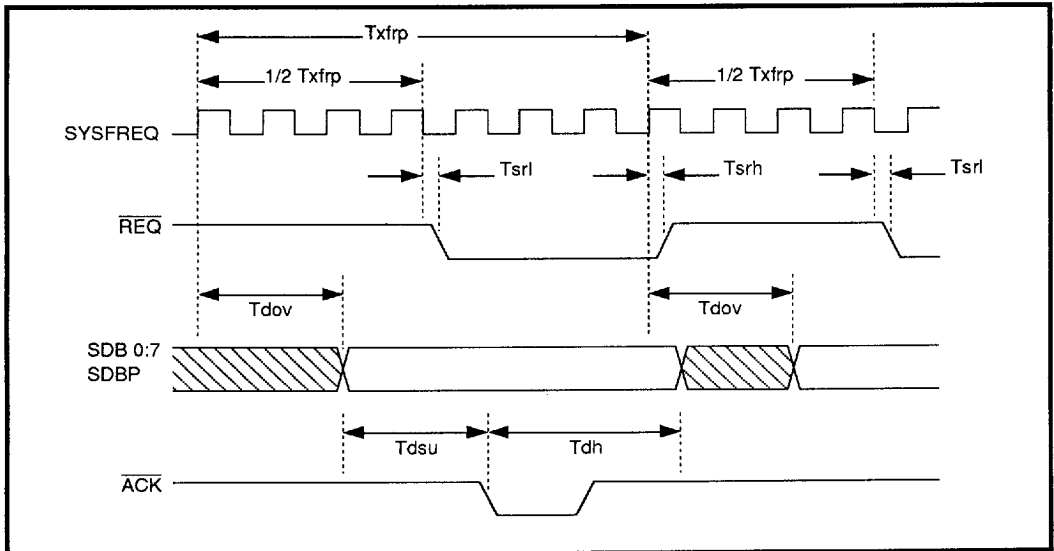 Txfrp
1/2 Txfrp
1/2 Txfrp
SYSFREQ
Tsrl
Tsrh
Tsrl
REQ
Tdov
Tdov
SDB 0:7
SDBP
Tdsu
Tdh
ACK